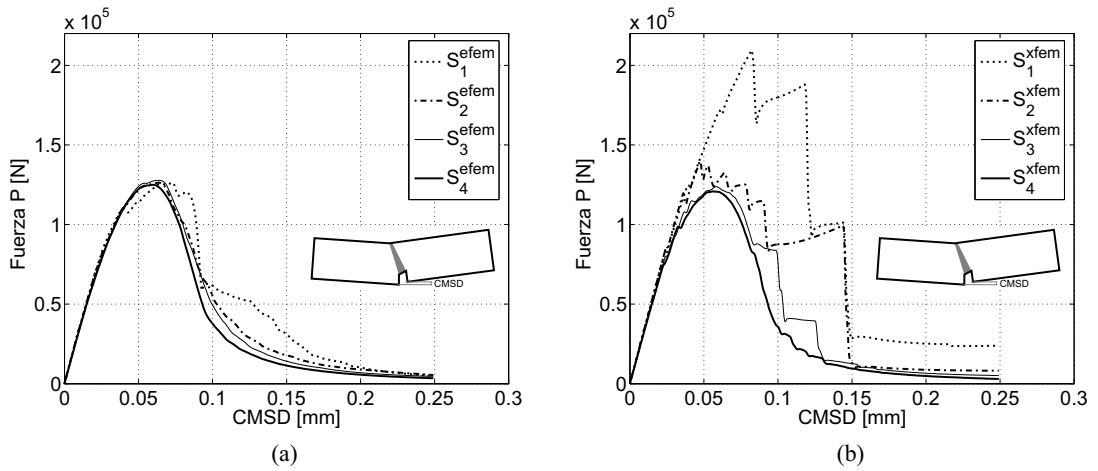 x 10^5
2
1.5
1
0.5
0
Fuerza P [N]
0 0.05 0.1 0.15 0.2 0.25 0.3
CMSD [mm]
S_1^efem
S_2^efem
S_3^efem
S_4^efem
CMSD
(a)
x 10^5
2
1.5
1
0.5
0
Fuerza P [N]
0 0.05 0.1 0.15 0.2 0.25 0.3
CMSD [mm]
S_1^xfem
S_2^xfem
S_3^xfem
S_4^xfem
CMSD
(b)